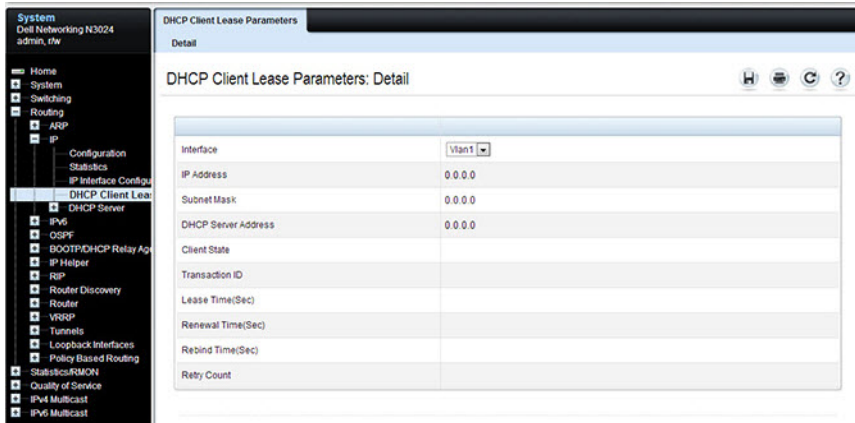 System
Dell Networking N3024
admin, r/w
Home
System
Switching
Routing
ARP
IP
Configuration
Statistics
IP Interface Configu
DHCP Client Leas
DHCP Server
IPv6
OSPF
BOOTP/DHCP Relay Age
IP Helper
RIP
Router Discovery
Router
VRRP
Tunnels
Loopback Interfaces
Policy Based Routing
Statistics/RMON
Quality of Service
IPv4 Multicast
IPv6 Multicast
DHCP Client Lease Parameters
Detail
DHCP Client Lease Parameters: Detail
?
Interface Vlan1
IP Address 0.0.0.0
Subnet Mask 0.0.0.0
DHCP Server Address 0.0.0.0
Client State
Transaction ID
Lease Time(Sec)
Renewal Time(Sec)
Rebind Time(Sec)
Retry Count